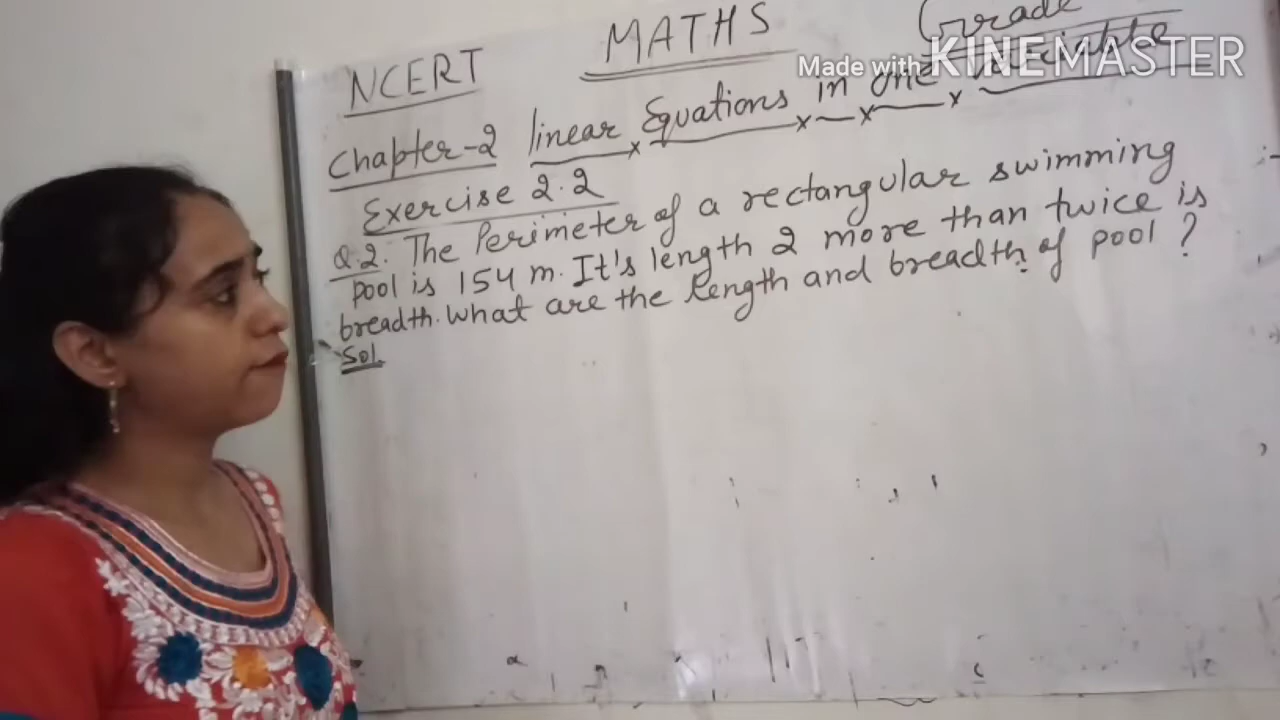 NCERT MATHS Grade
Made with KINEMASTER
Chapter-2 linear Equations in one variable
Exercise 2.2
Q.2. The Perimeter of a rectangular swimming
pool is 154 m. It's length 2 more than twice is
breadth. What are the length and breadth of pool ?
Sol.